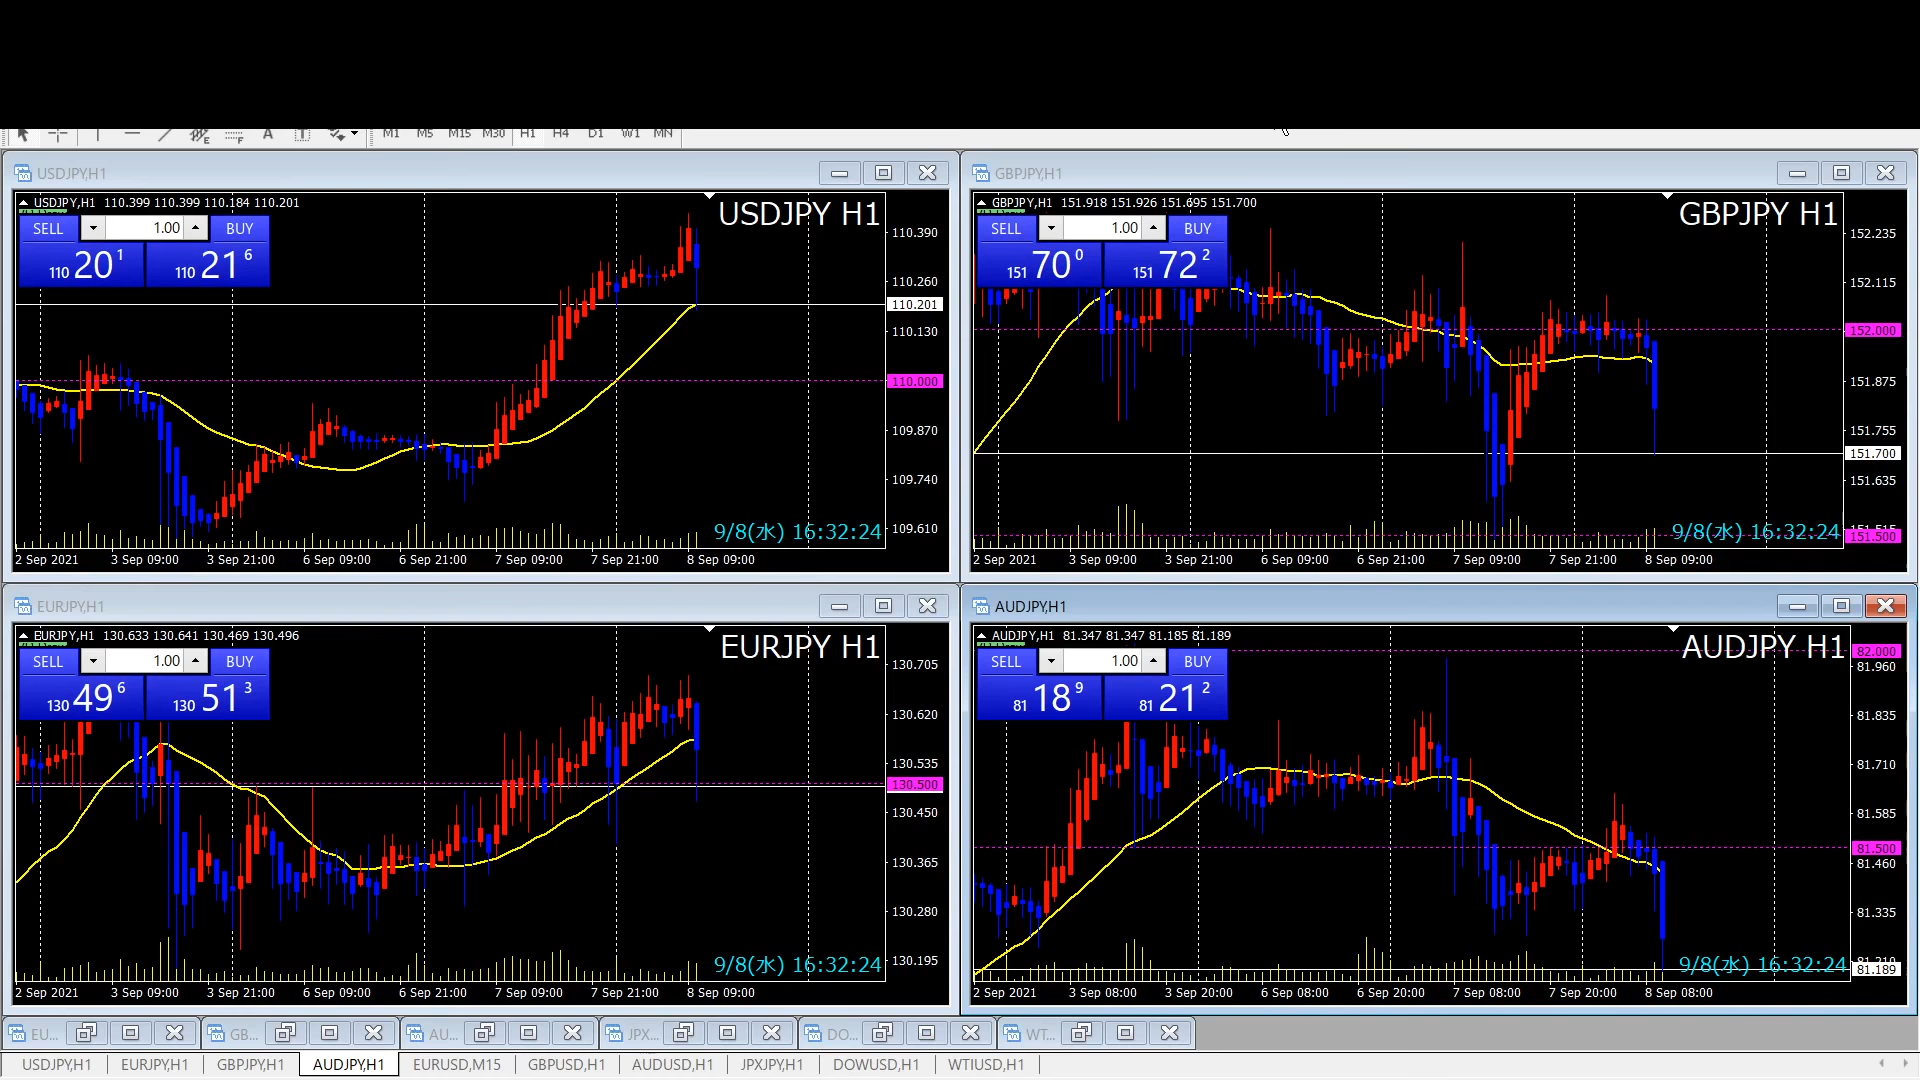 A T M1 M5 M15 M30 H1 H4 D1 W1 MN
USDJPY,H1
USDJPY,H1 110.399 110.399 110.184 110.201
USDJPY H1
SELL 1.00 BUY
110 20 1 110 21 6
110.390
110.260
110.201
110.130
110.000
109.870
109.740
109.610
9/8(水) 16:32:24
2 Sep 2021 3 Sep 09:00 3 Sep 21:00 6 Sep 09:00 6 Sep 21:00 7 Sep 09:00 7 Sep 21:00 8 Sep 09:00
GBPJPY,H1
GBPJPY,H1 151.918 151.926 151.695 151.700
GBPJPY H1
SELL 1.00 BUY
151 70 0 151 72 2
152.235
152.115
152.000
151.875
151.755
151.700
151.635
151.515
151.500
9/8(水) 16:32:24
2 Sep 2021 3 Sep 09:00 3 Sep 21:00 6 Sep 09:00 6 Sep 21:00 7 Sep 09:00 7 Sep 21:00 8 Sep 09:00
EURJPY,H1
EURJPY,H1 130.633 130.641 130.469 130.496
EURJPY H1
SELL 1.00 BUY
130 49 6 130 51 3
130.705
130.620
130.535
130.500
130.450
130.365
130.280
130.195
9/8(水) 16:32:24
2 Sep 2021 3 Sep 09:00 3 Sep 21:00 6 Sep 09:00 6 Sep 21:00 7 Sep 09:00 7 Sep 21:00 8 Sep 09:00
AUDJPY,H1
AUDJPY,H1 81.347 81.347 81.185 81.189
AUDJPY H1
SELL 1.00 BUY
81 18 9 81 21 2
82.000
81.960
81.835
81.710
81.585
81.500
81.460
81.335
81.210
81.189
9/8(水) 16:32:24
2 Sep 2021 3 Sep 08:00 3 Sep 20:00 6 Sep 08:00 6 Sep 20:00 7 Sep 08:00 7 Sep 20:00 8 Sep 08:00
EU... GB... AU... JPX... DO... WT...
USDJPY,H1 EURJPY,H1 GBPJPY,H1 AUDJPY,H1 EURUSD,M15 GBPUSD,H1 AUDUSD,H1 JPXJPY,H1 DOWUSD,H1 WTIUSD,H1